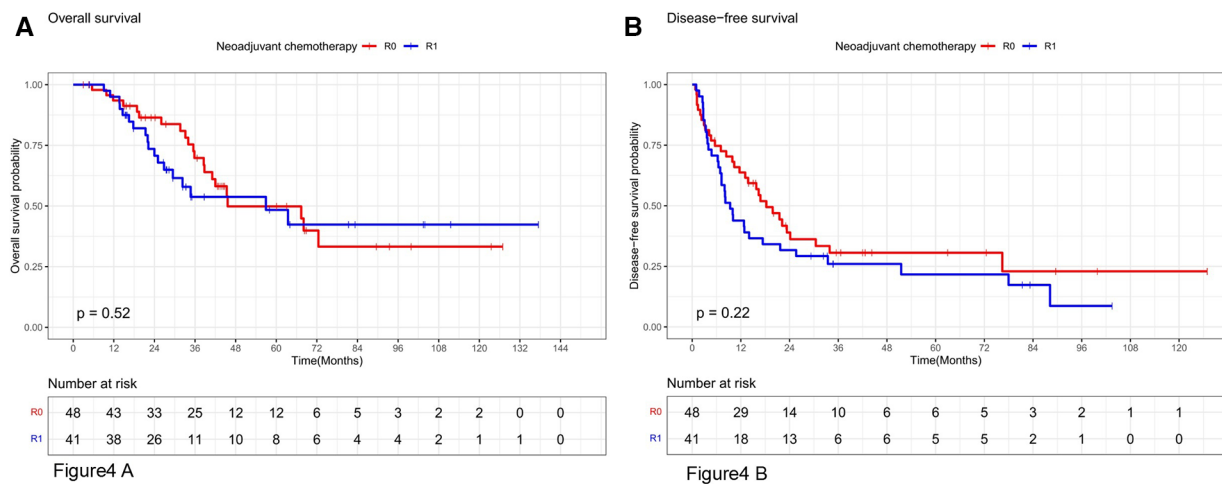 A
Overall survival
Neoadjuvant chemotherapy R0 R1
Overall survival probability
1.00
0.75
0.50
0.25
0.00
p = 0.52
0 12 24 36 48 60 72 84 96 108 120 132 144
Time(Months)
Number at risk
R0 48 43 33 25 12 12 6 5 3 2 2 0 0
R1 41 38 26 11 10 8 6 4 4 2 1 1 0
Figure4 A
B
Disease−free survival
Neoadjuvant chemotherapy R0 R1
Disease−free survival probability
1.00
0.75
0.50
0.25
0.00
p = 0.22
0 12 24 36 48 60 72 84 96 108 120
Time(Months)
Number at risk
R0 48 29 14 10 6 6 5 3 2 1 1
R1 41 18 13 6 6 5 5 2 1 0 0
Figure4 B